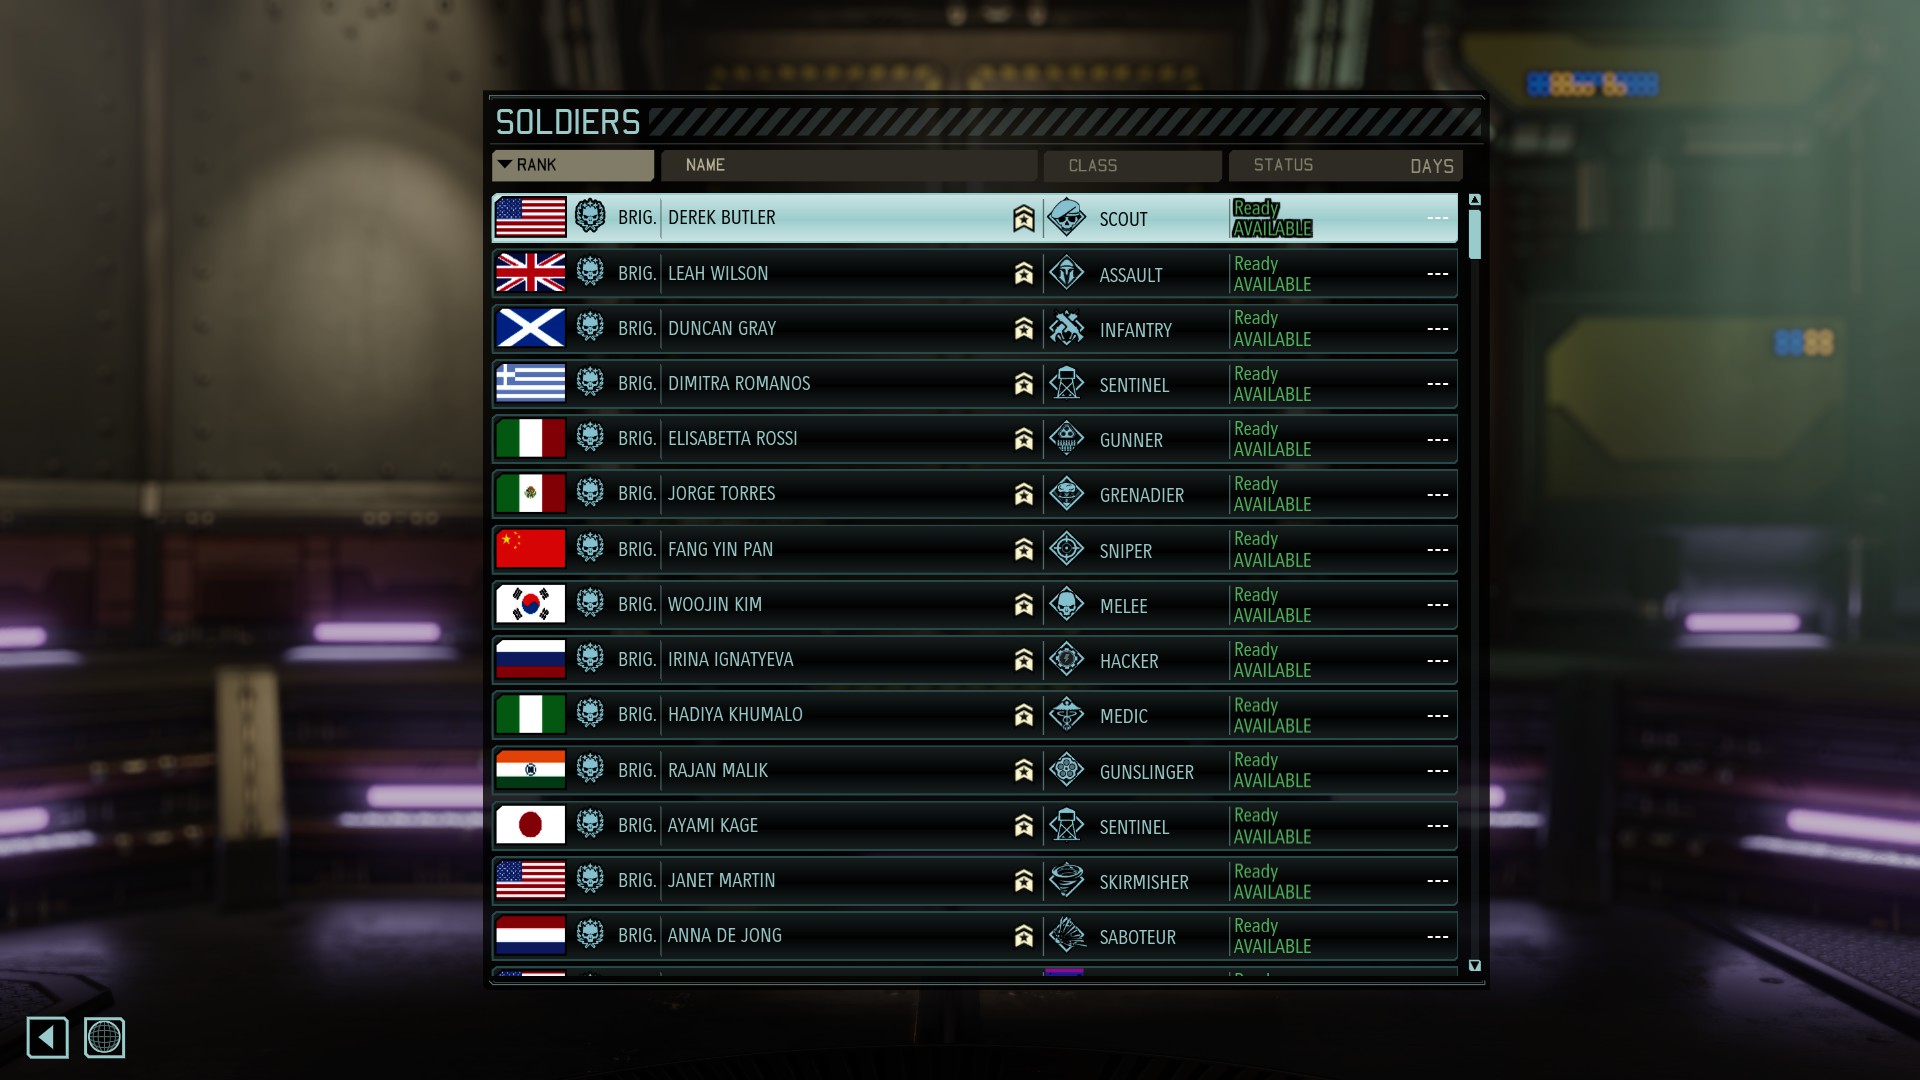 SOLDIERS
RANK NAME CLASS STATUS DAYS
BRIG. DEREK BUTLER SCOUT Ready AVAILABLE ---
BRIG. LEAH WILSON ASSAULT Ready AVAILABLE ---
BRIG. DUNCAN GRAY INFANTRY Ready AVAILABLE ---
BRIG. DIMITRA ROMANOS SENTINEL Ready AVAILABLE ---
BRIG. ELISABETTA ROSSI GUNNER Ready AVAILABLE ---
BRIG. JORGE TORRES GRENADIER Ready AVAILABLE ---
BRIG. FANG YIN PAN SNIPER Ready AVAILABLE ---
BRIG. WOOJIN KIM MELEE Ready AVAILABLE ---
BRIG. IRINA IGNATYEVA HACKER Ready AVAILABLE ---
BRIG. HADIYA KHUMALO MEDIC Ready AVAILABLE ---
BRIG. RAJAN MALIK GUNSLINGER Ready AVAILABLE ---
BRIG. AYAMI KAGE SENTINEL Ready AVAILABLE ---
BRIG. JANET MARTIN SKIRMISHER Ready AVAILABLE ---
BRIG. ANNA DE JONG SABOTEUR Ready AVAILABLE ---